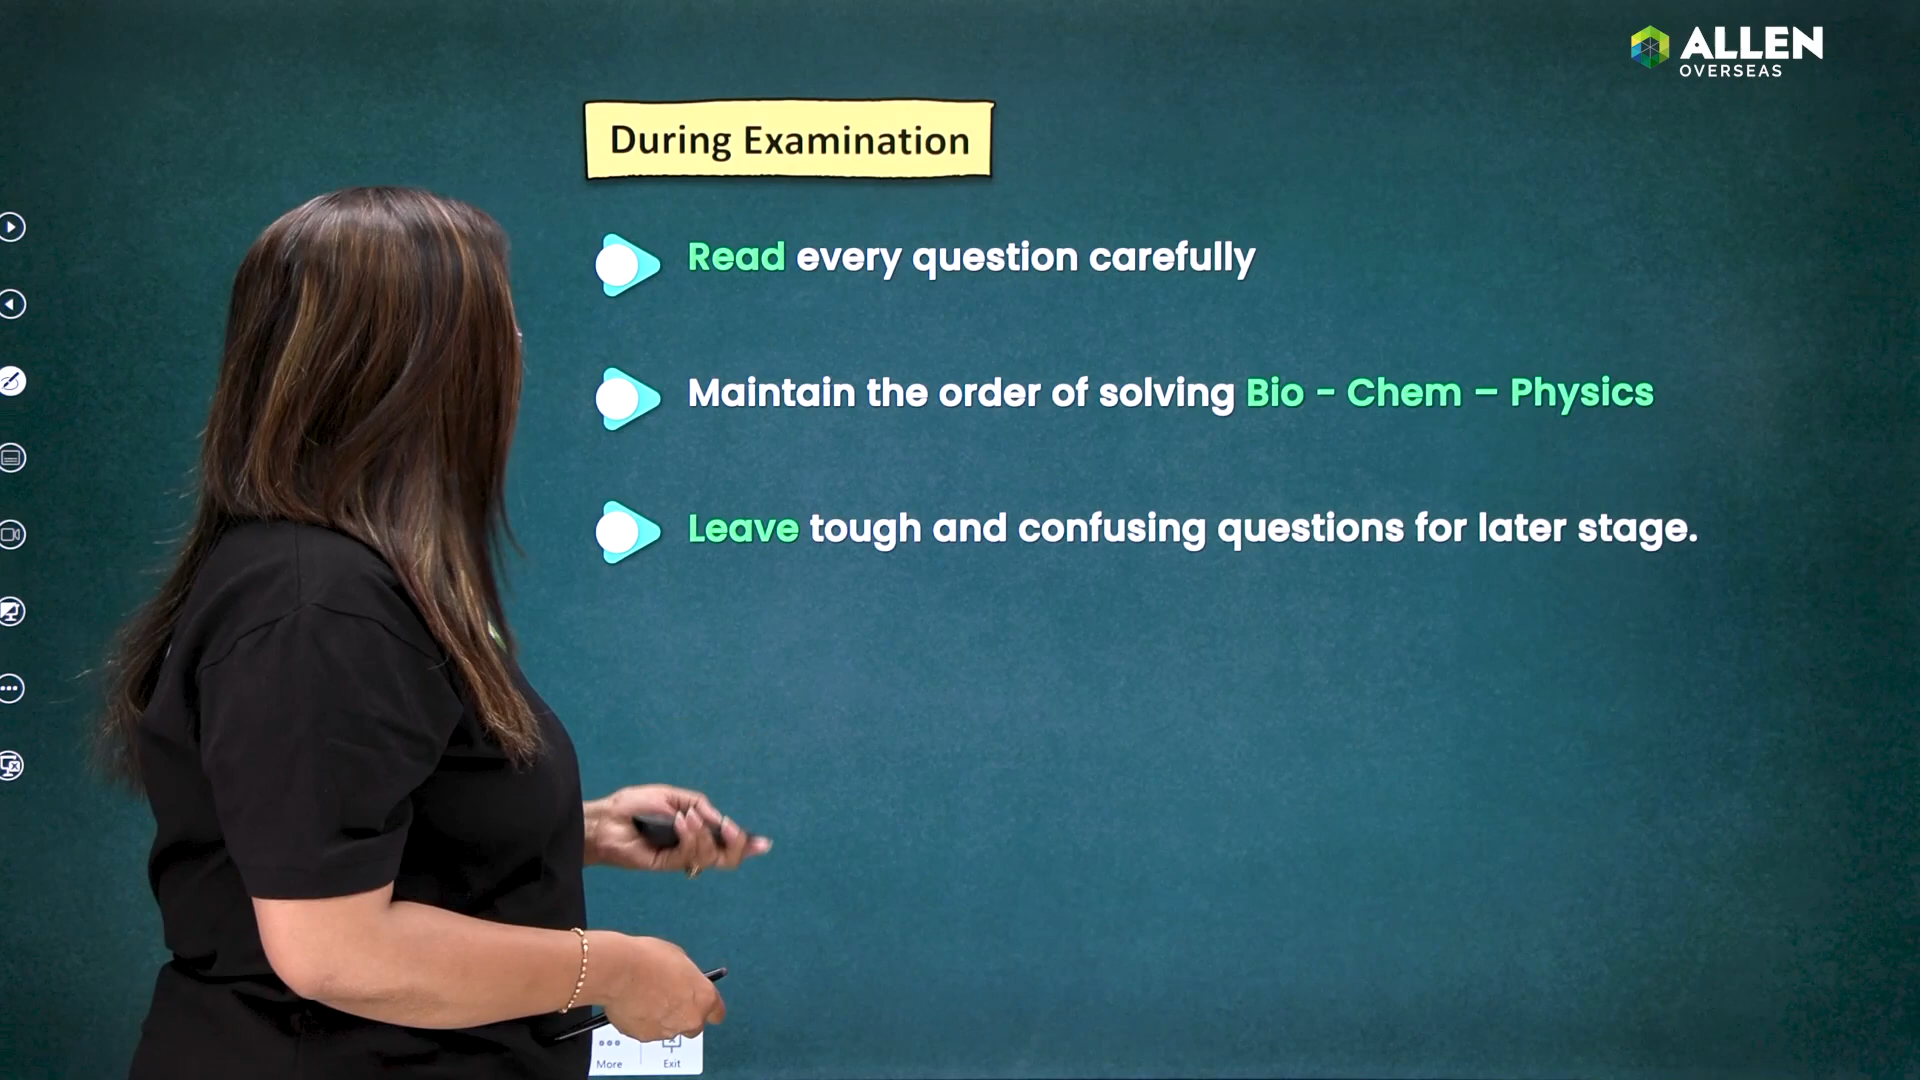 ALLEN
OVERSEAS
During Examination
Read every question carefully
Maintain the order of solving Bio - Chem – Physics
Leave tough and confusing questions for later stage.
More
Exit